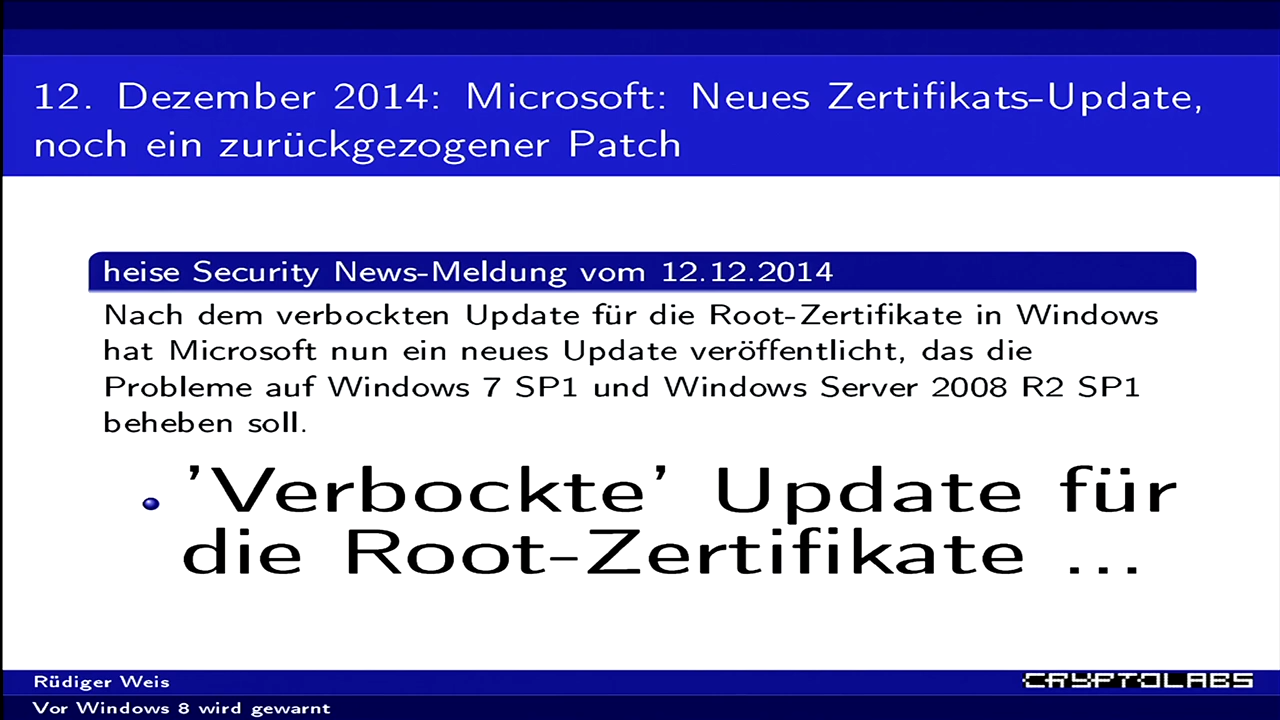 12. Dezember 2014: Microsoft: Neues Zertifikats-Update,
noch ein zurückgezogener Patch
heise Security News-Meldung vom 12.12.2014
Nach dem verbockten Update für die Root-Zertifikate in Windows
hat Microsoft nun ein neues Update veröffentlicht, das die
Probleme auf Windows 7 SP1 und Windows Server 2008 R2 SP1
beheben soll.
• 'Verbockte' Update für
die Root-Zertifikate ...
Rüdiger Weis
CRYPTOLABS
Vor Windows 8 wird gewarnt